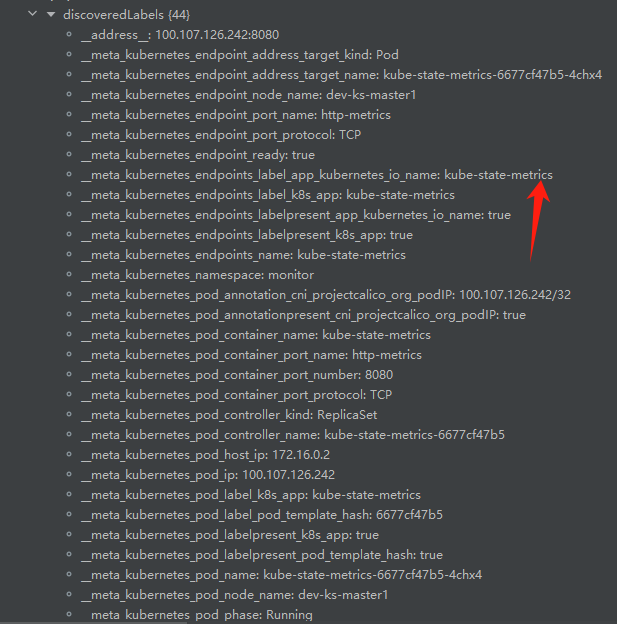 discoveredLabels {44}
__address__: 100.107.126.242:8080
__meta_kubernetes_endpoint_address_target_kind: Pod
__meta_kubernetes_endpoint_address_target_name: kube-state-metrics-6677cf47b5-4chx4
__meta_kubernetes_endpoint_node_name: dev-ks-master1
__meta_kubernetes_endpoint_port_name: http-metrics
__meta_kubernetes_endpoint_port_protocol: TCP
__meta_kubernetes_endpoint_ready: true
__meta_kubernetes_endpoints_label_app_kubernetes_io_name: kube-state-metrics
__meta_kubernetes_endpoints_label_k8s_app: kube-state-metrics
__meta_kubernetes_endpoints_labelpresent_app_kubernetes_io_name: true
__meta_kubernetes_endpoints_labelpresent_k8s_app: true
__meta_kubernetes_endpoints_name: kube-state-metrics
__meta_kubernetes_namespace: monitor
__meta_kubernetes_pod_annotation_cni_projectcalico_org_podIP: 100.107.126.242/32
__meta_kubernetes_pod_annotationpresent_cni_projectcalico_org_podIP: true
__meta_kubernetes_pod_container_name: kube-state-metrics
__meta_kubernetes_pod_container_port_name: http-metrics
__meta_kubernetes_pod_container_port_number: 8080
__meta_kubernetes_pod_container_port_protocol: TCP
__meta_kubernetes_pod_controller_kind: ReplicaSet
__meta_kubernetes_pod_controller_name: kube-state-metrics-6677cf47b5
__meta_kubernetes_pod_host_ip: 172.16.0.2
__meta_kubernetes_pod_ip: 100.107.126.242
__meta_kubernetes_pod_label_k8s_app: kube-state-metrics
__meta_kubernetes_pod_label_pod_template_hash: 6677cf47b5
__meta_kubernetes_pod_labelpresent_k8s_app: true
__meta_kubernetes_pod_labelpresent_pod_template_hash: true
__meta_kubernetes_pod_name: kube-state-metrics-6677cf47b5-4chx4
__meta_kubernetes_pod_node_name: dev-ks-master1
__meta_kubernetes_pod_phase: Running